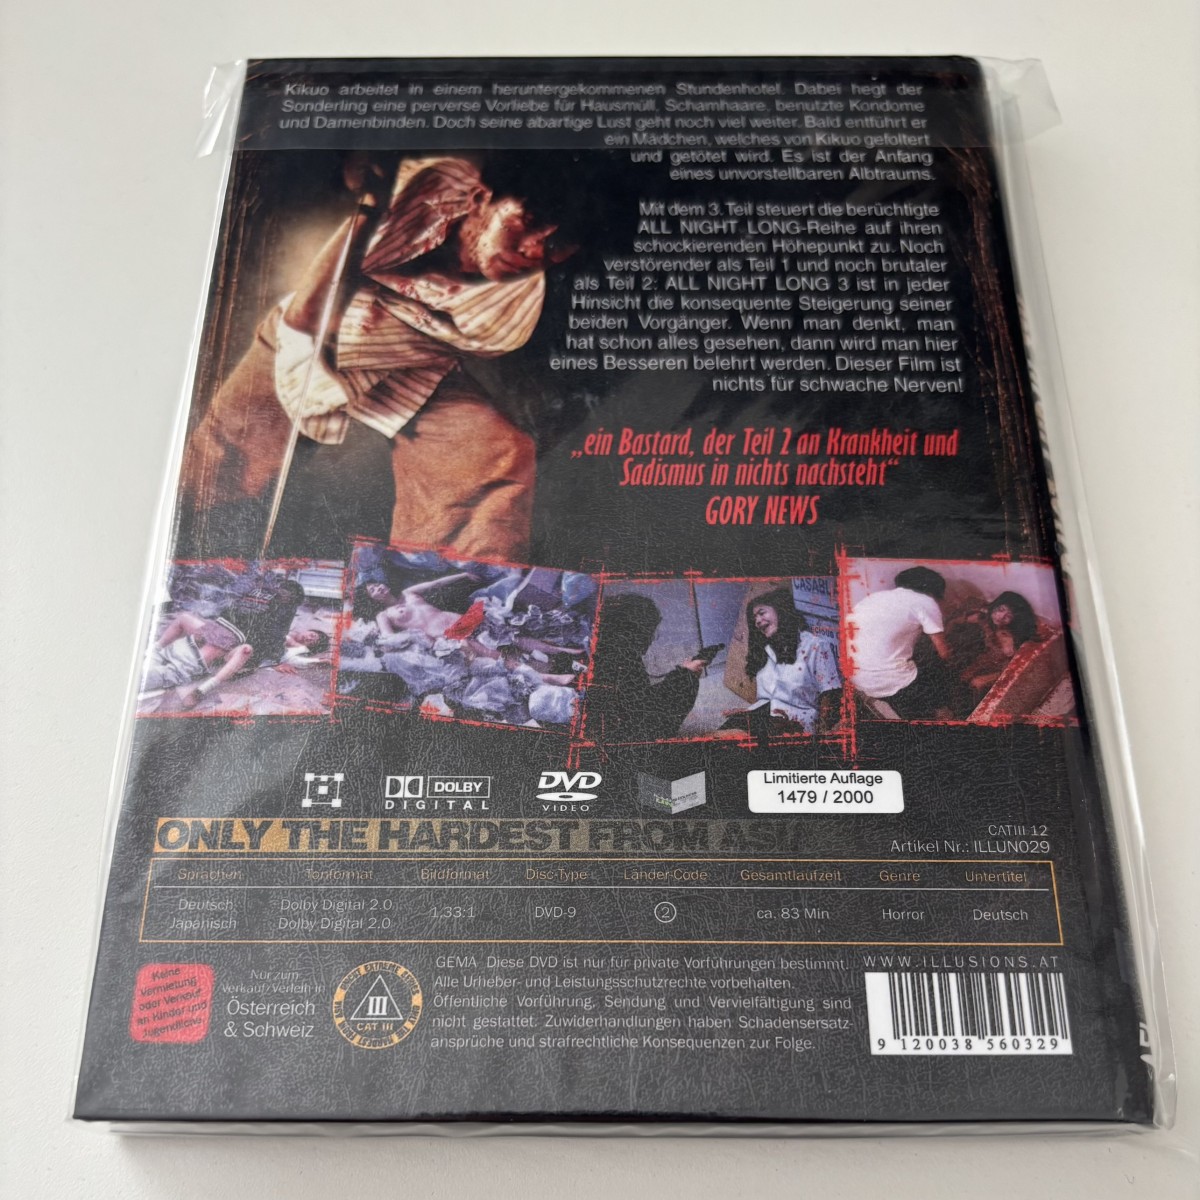 Kikuo arbeitet in einem heruntergekommenen Stundenhotel. Dabei hegt der
Sonderling eine perverse Vorliebe für Hausmüll, Schamhaare, benutzte Kondome
und Damenbinden. Doch seine abartige Lust geht noch viel weiter. Bald entführt er
ein Mädchen, welches von Kikuo gefoltert
und getötet wird. Es ist der Anfang
eines unvorstellbaren Albtraums.
Mit dem 3. Teil steuert die berüchtigte
ALL NIGHT LONG-Reihe auf ihren
schockierenden Höhepunkt zu. Noch
verstörender als Teil 1 und noch brutaler
als Teil 2: ALL NIGHT LONG 3 ist in jeder
Hinsicht die konsequente Steigerung seiner
beiden Vorgänger. Wenn man denkt, man
hat schon alles gesehen, dann wird man hier
eines Besseren belehrt werden. Dieser Film ist
nichts für schwache Nerven!
„ein Bastard, der Teil 2 an Krankheit und
Sadismus in nichts nachsteht“
GORY NEWS
DOLBY
DIGITAL
DVD
VIDEO
Limitierte Auflage
1479 / 2000
ONLY THE HARDEST FROM ASIA
CATIII 12
Artikel Nr.: ILLUN029
Sprachen Tonformat Bildformat Disc-Type Länder-Code Gesamtlaufzeit Genre Untertitel
Deutsch Dolby Digital 2.0
Japanisch Dolby Digital 2.0
1.33:1 DVD-9 2 ca. 83 Min Horror Deutsch
Keine
Vermietung
oder Verkauf
an Kinder und
Jugendliche
Nur zum
Verkauf/Verleih in
Österreich
& Schweiz
III
CAT III
GEMA Diese DVD ist nur für private Vorführungen bestimmt.
Alle Urheber- und Leistungsschutzrechte vorbehalten.
Öffentliche Vorführung, Sendung und Vervielfältigung sind
nicht gestattet. Zuwiderhandlungen haben Schadensersatz-
ansprüche und strafrechtliche Konsequenzen zur Folge.
WWW.ILLUSIONS.AT
9 120038 560329